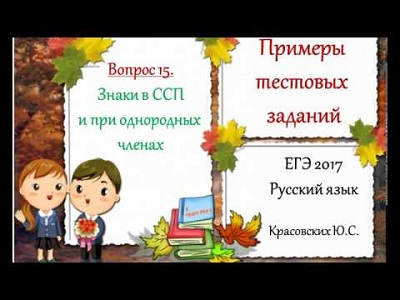 Вопрос 15.
Знаки в ССП
и при однородных
членах
Примеры
тестовых
заданий
ЕГЭ 2017
Русский язык
Красовских Ю.С.